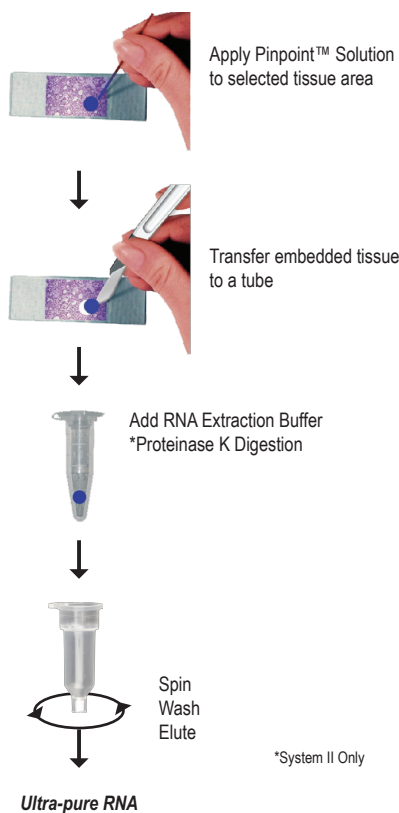 Apply Pinpoint™ Solution
to selected tissue area
Transfer embedded tissue
to a tube
Add RNA Extraction Buffer
*Proteinase K Digestion
Spin
Wash
Elute
*System II Only
Ultra-pure RNA